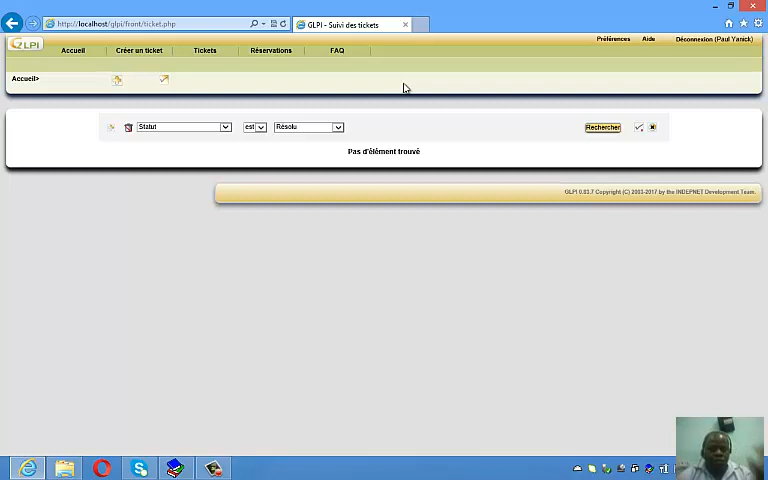 http://localhost/glpi/front/ticket.php
GLPI - Suivi des tickets
GLPI
Préférences Aide Déconnexion (Paul Yanick)
Accueil Créer un ticket Tickets Réservations FAQ
Accueil>
Statut est Résolu Rechercher
Pas d'élément trouvé
GLPI 0.83.7 Copyright (C) 2003-2017 by the INDEPNET Development Team.